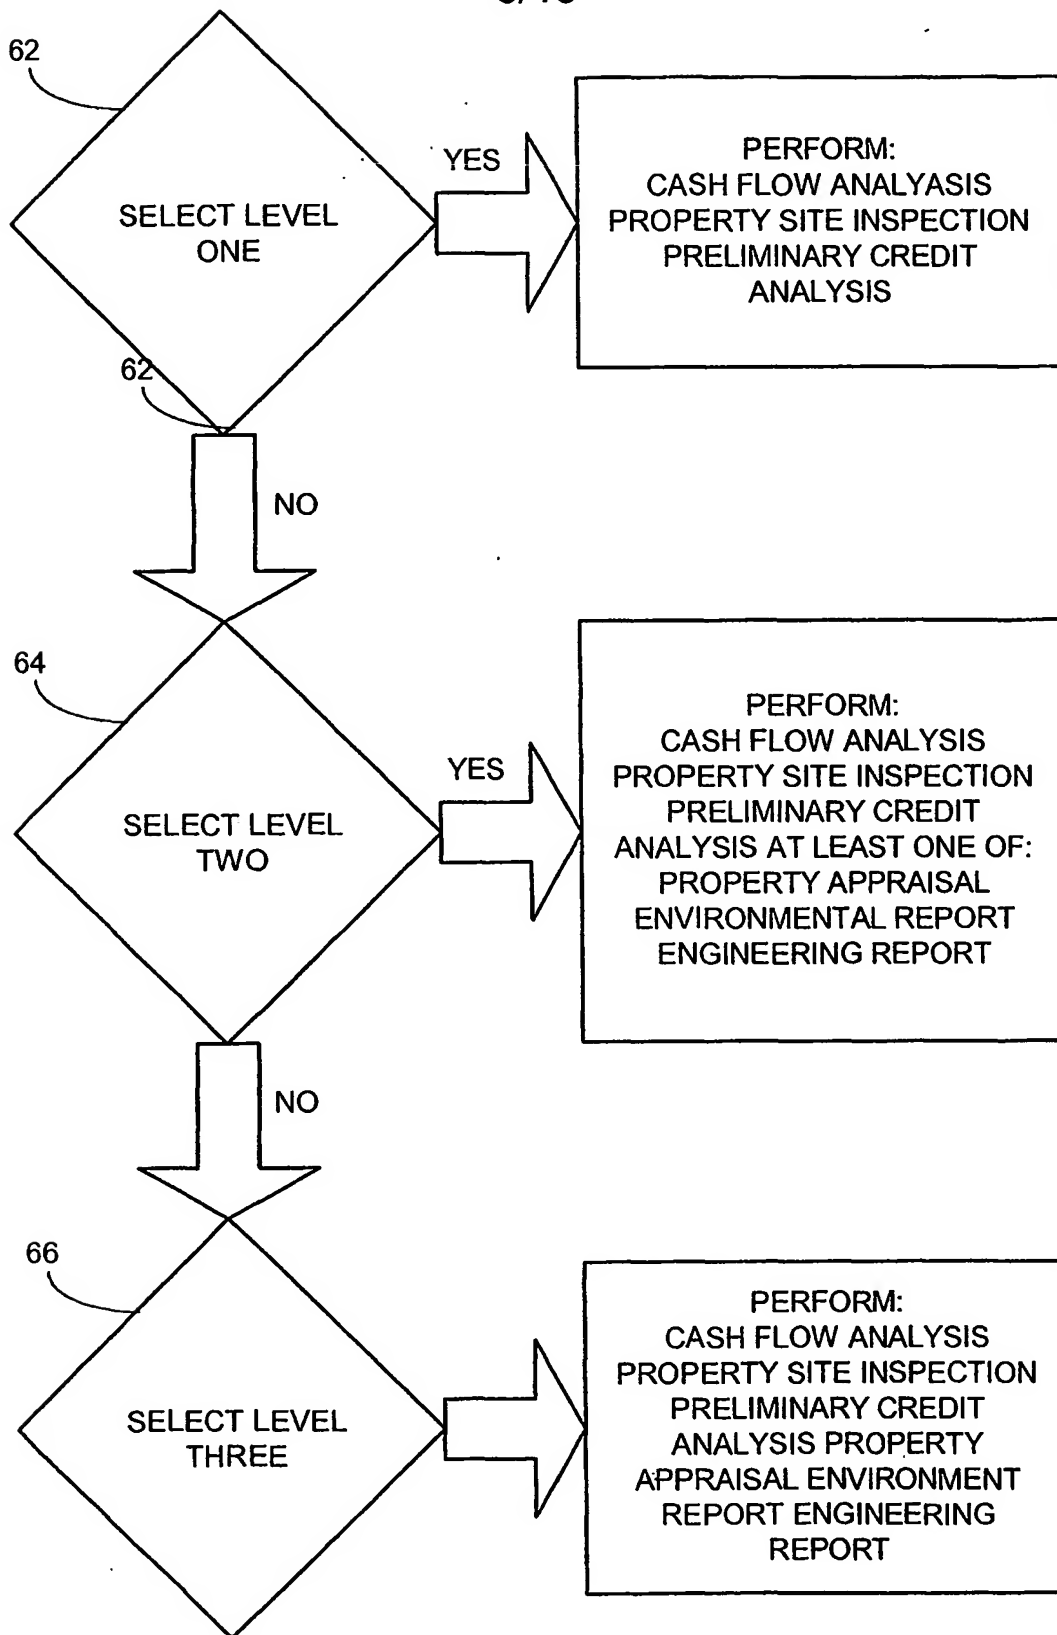 62
SELECT LEVEL
ONE
YES
PERFORM:
CASH FLOW ANALYASIS
PROPERTY SITE INSPECTION
PRELIMINARY CREDIT
ANALYSIS
62
NO
64
SELECT LEVEL
TWO
YES
PERFORM:
CASH FLOW ANALYSIS
PROPERTY SITE INSPECTION
PRELIMINARY CREDIT
ANALYSIS AT LEAST ONE OF:
PROPERTY APPRAISAL
ENVIRONMENTAL REPORT
ENGINEERING REPORT
NO
66
SELECT LEVEL
THREE
PERFORM:
CASH FLOW ANALYSIS
PROPERTY SITE INSPECTION
PRELIMINARY CREDIT
ANALYSIS PROPERTY
APPRAISAL ENVIRONMENT
REPORT ENGINEERING
REPORT